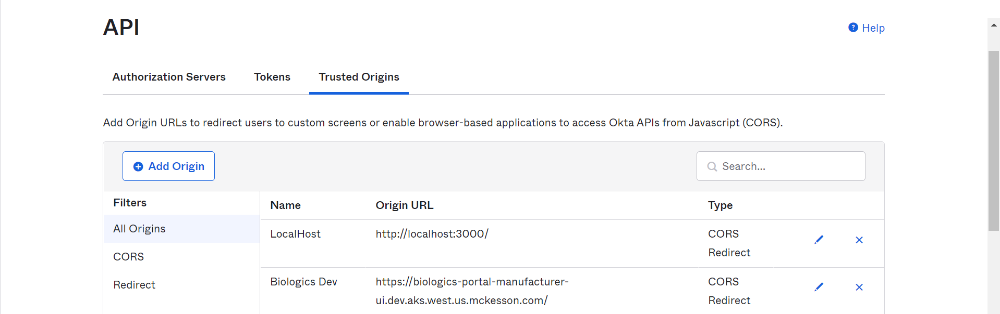 API
Help
Authorization Servers Tokens Trusted Origins
Add Origin URLs to redirect users to custom screens or enable browser-based applications to access Okta APIs from Javascript (CORS).
Add Origin
Search...
Filters
All Origins
CORS
Redirect
Name Origin URL Type
LocalHost http://localhost:3000/ CORS
Redirect
Biologics Dev https://biologics-portal-manufacturer- CORS
ui.dev.aks.west.us.mckesson.com/ Redirect